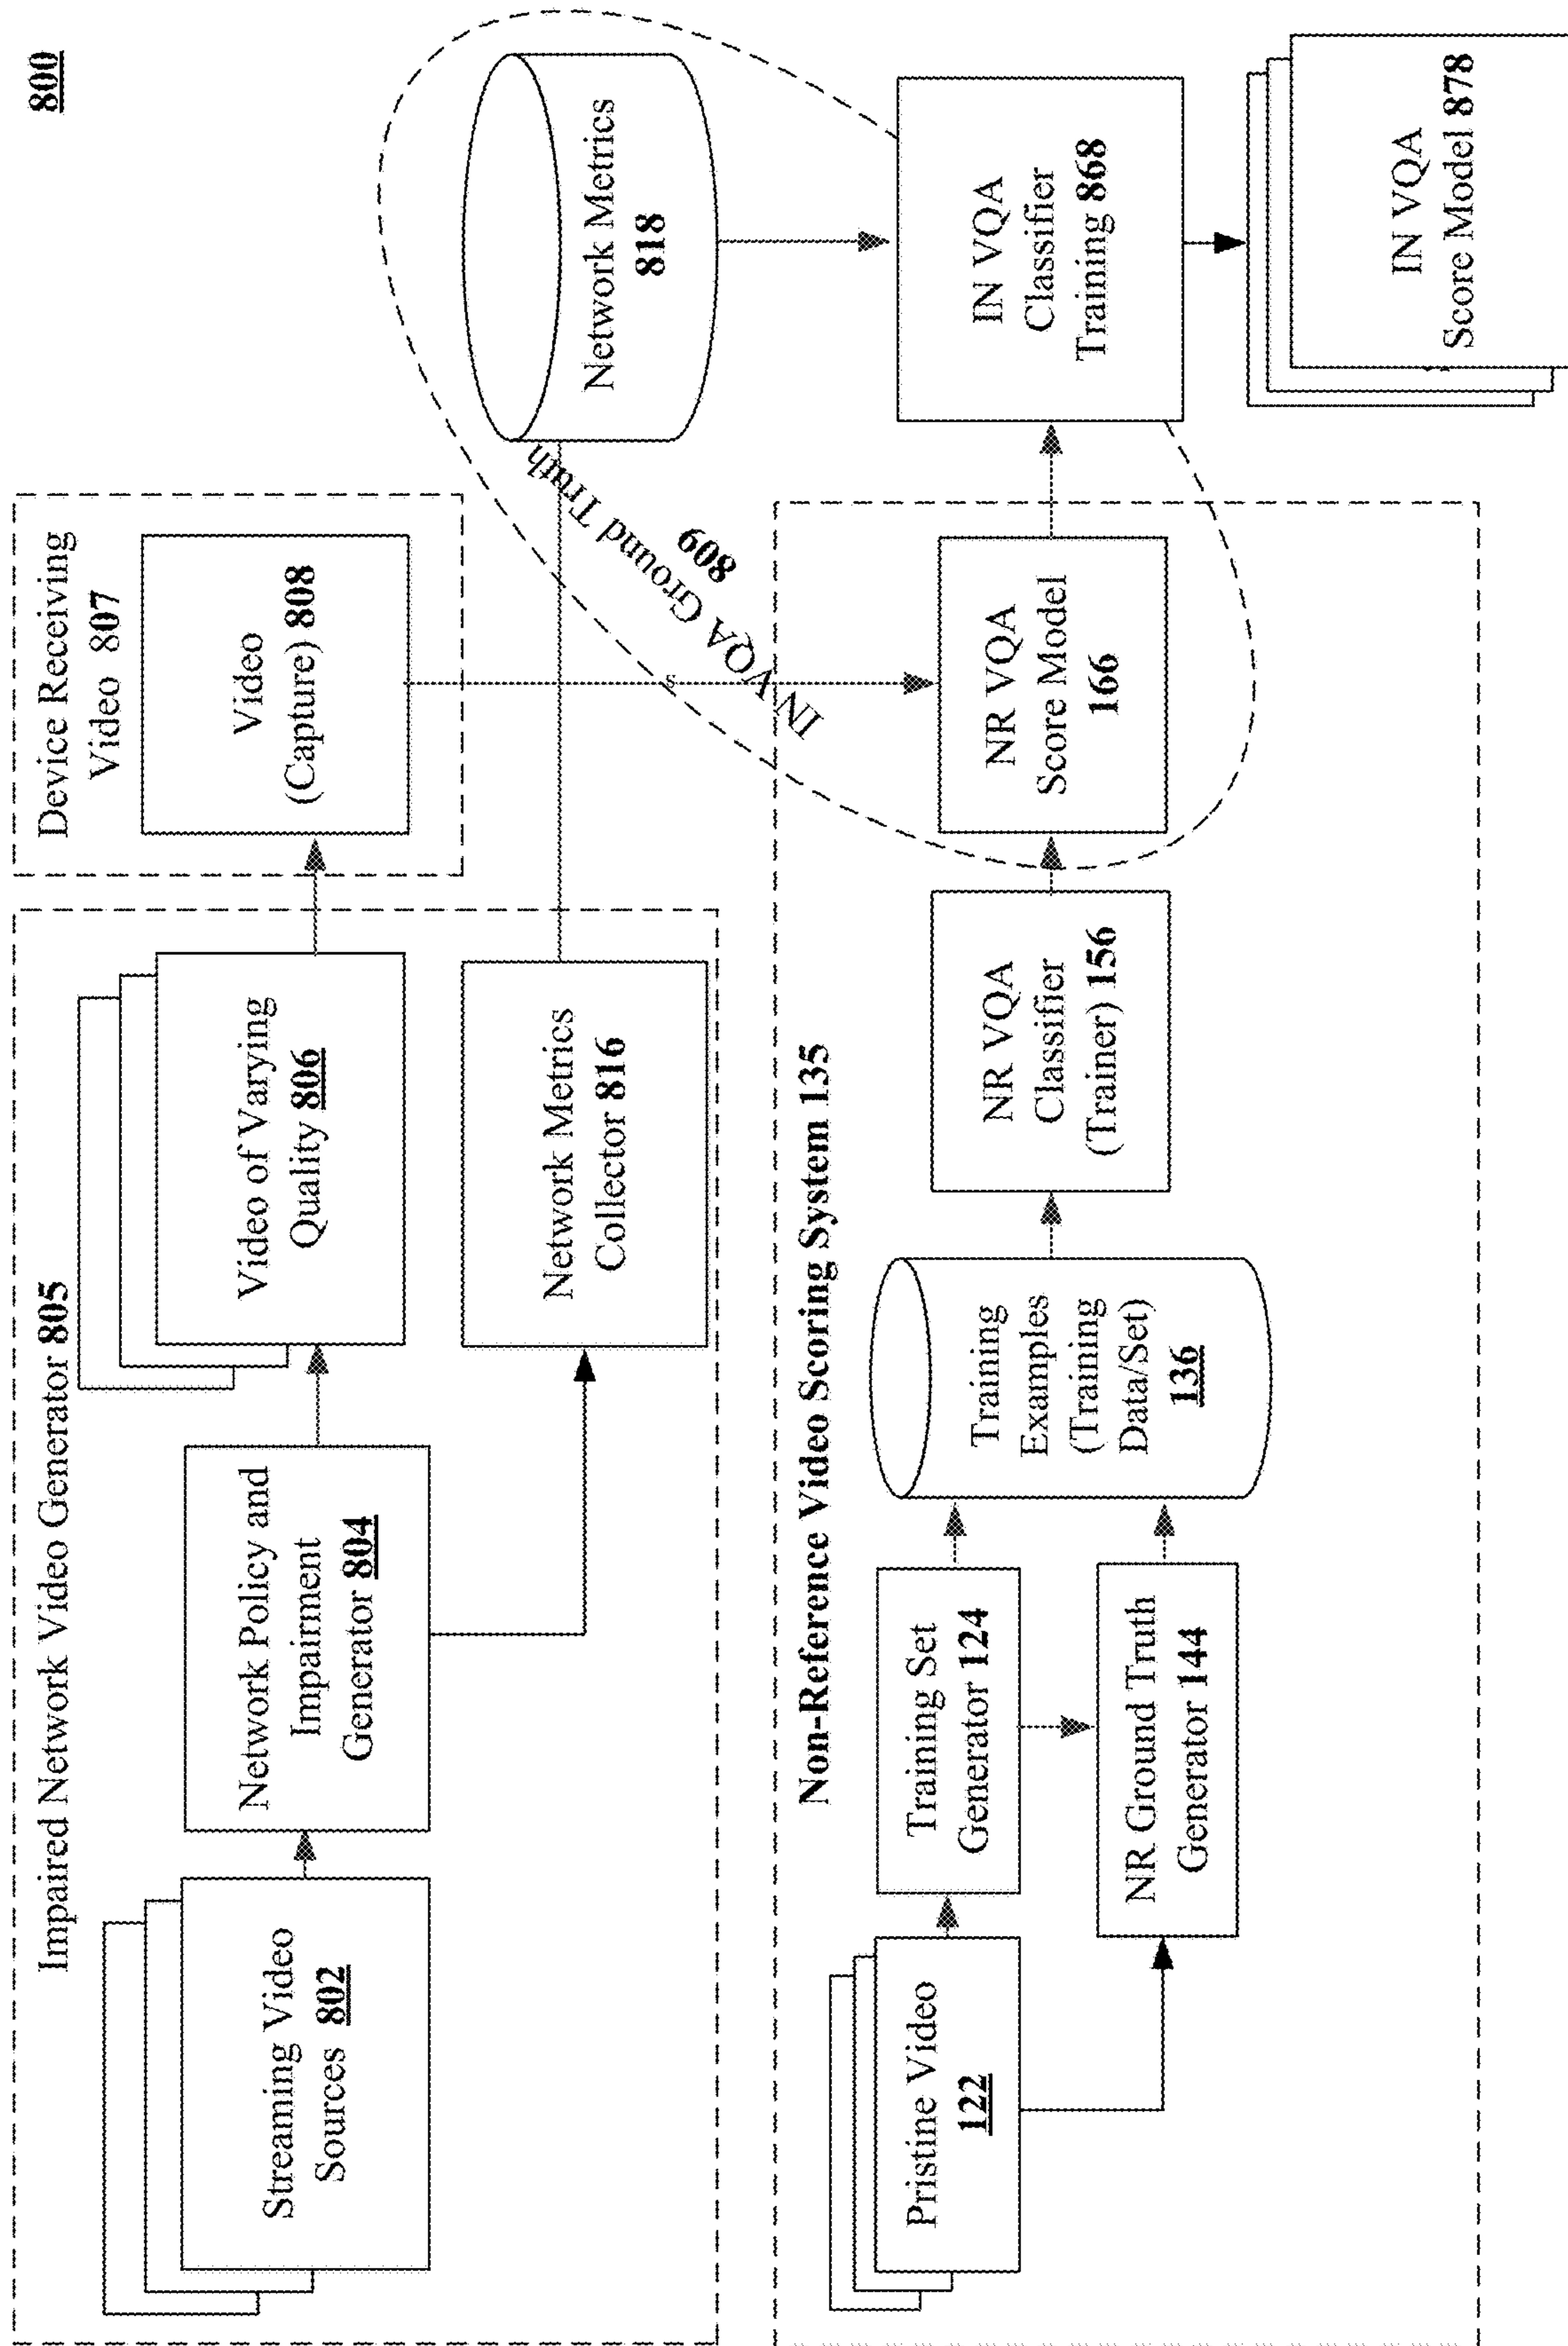 800
Impaired Network Video Generator 805
Streaming Video
Sources 802
Network Policy and
Impairment
Generator 804
Video of Varying
Quality 806
Network Metrics
Collector 816
Device Receiving
Video 807
Video
(Capture) 808
Network Metrics
818
IN VQA Ground Truth
809
s
Non-Reference Video Scoring System 135
Pristine Video
122
Training Set
Generator 124
NR Ground Truth
Generator 144
Training
Examples
(Training
Data/Set)
136
NR VQA
Classifier
(Trainer) 156
NR VQA
Score Model
166
IN VQA
Classifier
Training 868
IN VQA
Score Model 878